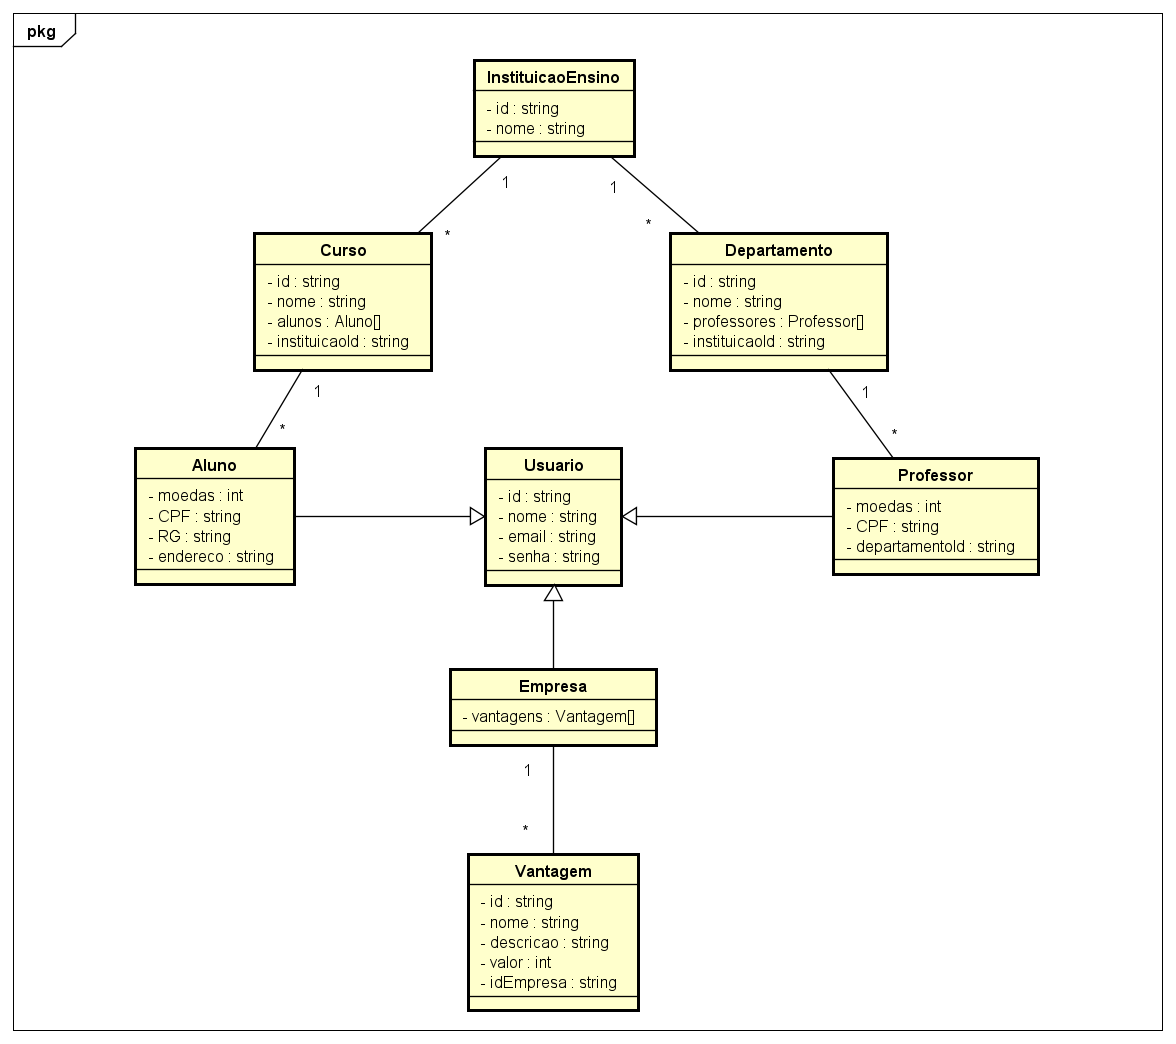 pkg
InstituicaoEnsino
- id : string
- nome : string
1
1
*
*
Curso
- id : string
- nome : string
- alunos : Aluno[]
- instituicaoId : string
Departamento
- id : string
- nome : string
- professores : Professor[]
- instituicaoId : string
1
*
1
*
Aluno
- moedas : int
- CPF : string
- RG : string
- endereco : string
Usuario
- id : string
- nome : string
- email : string
- senha : string
Professor
- moedas : int
- CPF : string
- departamentoId : string
Empresa
- vantagens : Vantagem[]
1
*
Vantagem
- id : string
- nome : string
- descricao : string
- valor : int
- idEmpresa : string